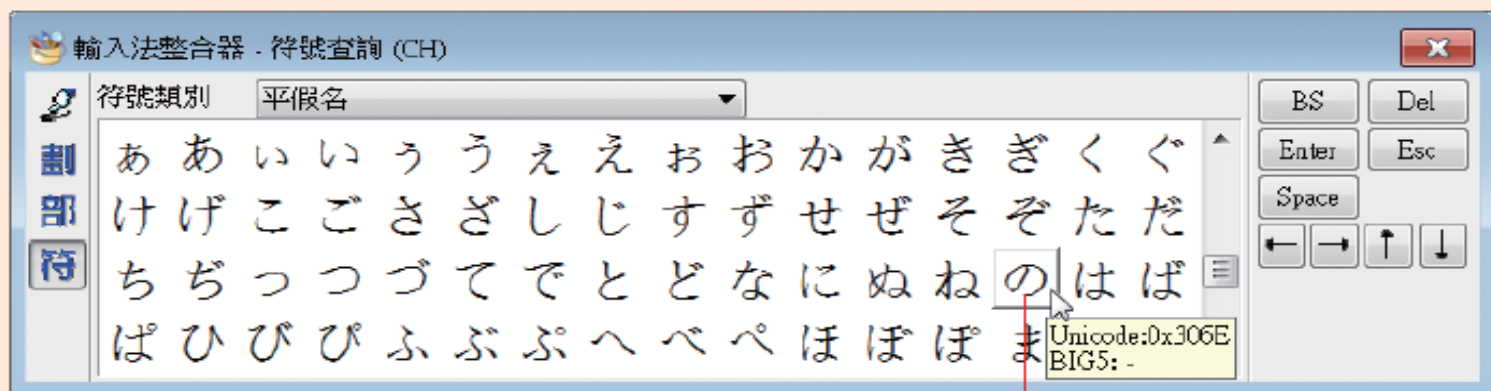 輸入法整合器 - 符號查詢 (CH)
符號類別 平假名
劃
部
符
ぁ あ ぃ い ぅ う ぇ え ぉ お か が き ぎ く ぐ
け げ こ ご さ ざ し じ す ず せ ぜ そ ぞ た だ
ち ぢ っ つ づ て で と ど な に ぬ ね の は ば
ぱ ひ び ぴ ふ ぶ ぷ へ べ ぺ ほ ぼ ぽ ま
Unicode:0x306E
BIG5: -
BS Del
Enter Esc
Space
← → ↑ ↓